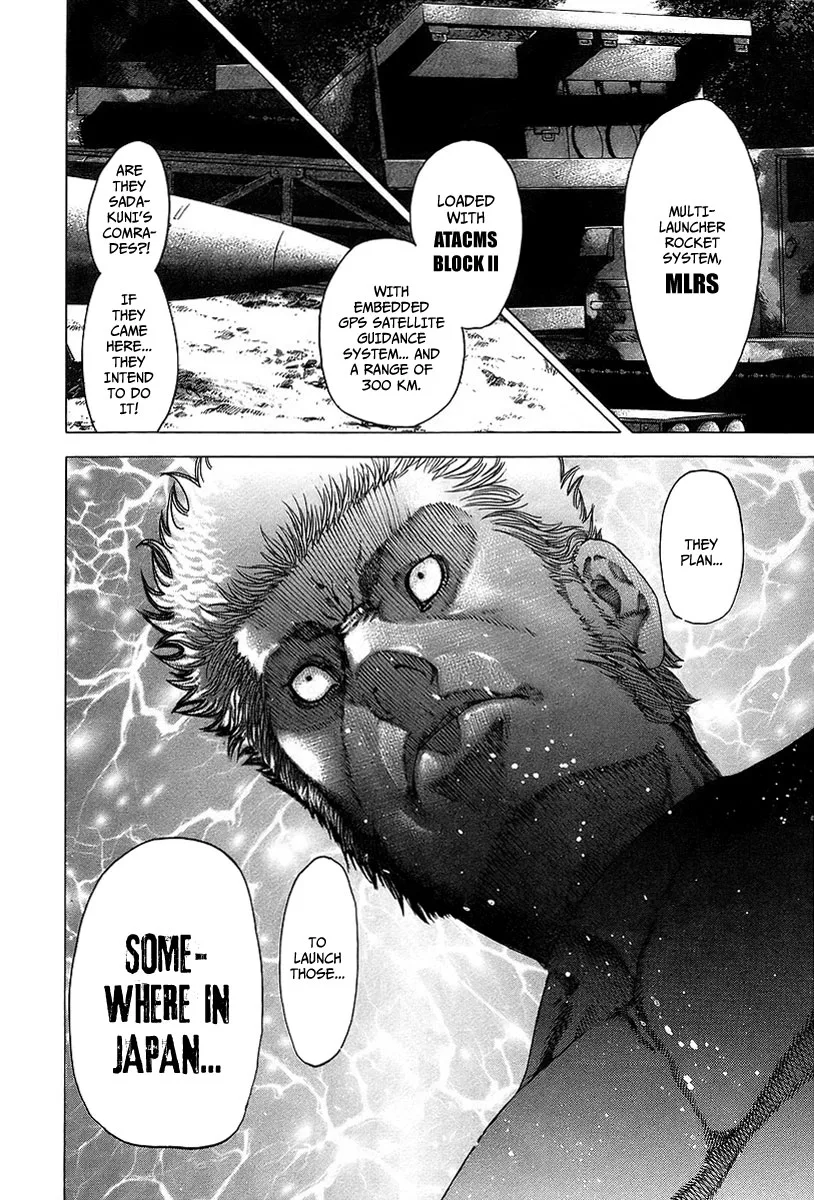 MULTI-
LAUNCHER
ROCKET
SYSTEM,
MLRS
LOADED
WITH
ATACMS
BLOCK II
WITH
EMBEDDED
GPS SATELLITE
GUIDANCE
SYSTEM... AND
A RANGE OF
300 KM.
ARE
THEY
SADA-
KUNI'S
COMRA-
DES?!
IF
THEY
CAME
HERE...
THEY
INTEND
TO DO
IT!
THEY
PLAN...
TO
LAUNCH
THOSE...
SOME-
WHERE IN
JAPAN...